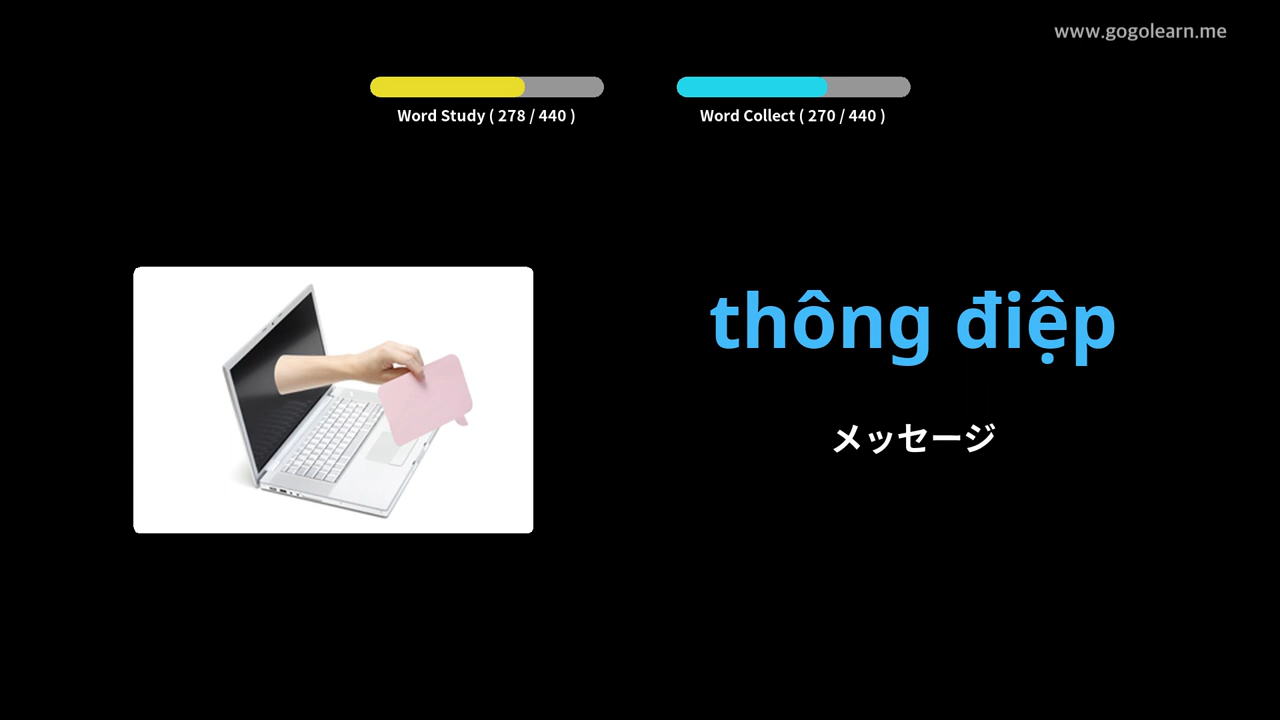 www.gogolearn.me
Word Study ( 278 / 440 )
Word Collect ( 270 / 440 )
thông điệp
メッセージ